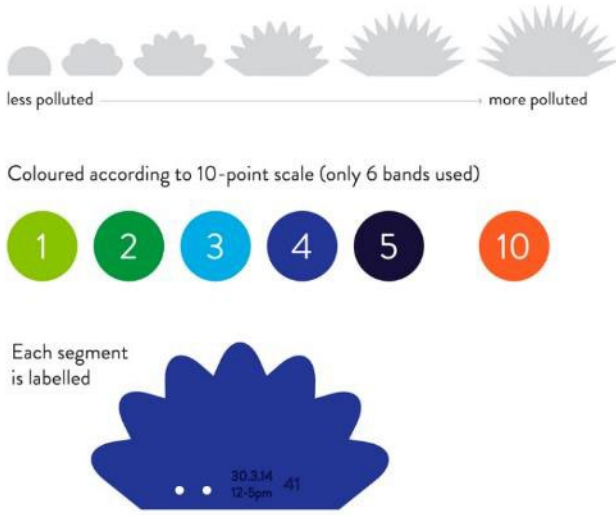 less polluted
more polluted
Coloured according to 10-point scale (only 6 bands used)
1 2 3 4 5 10
Each segment
is labelled
30.3.14
12-5pm
41